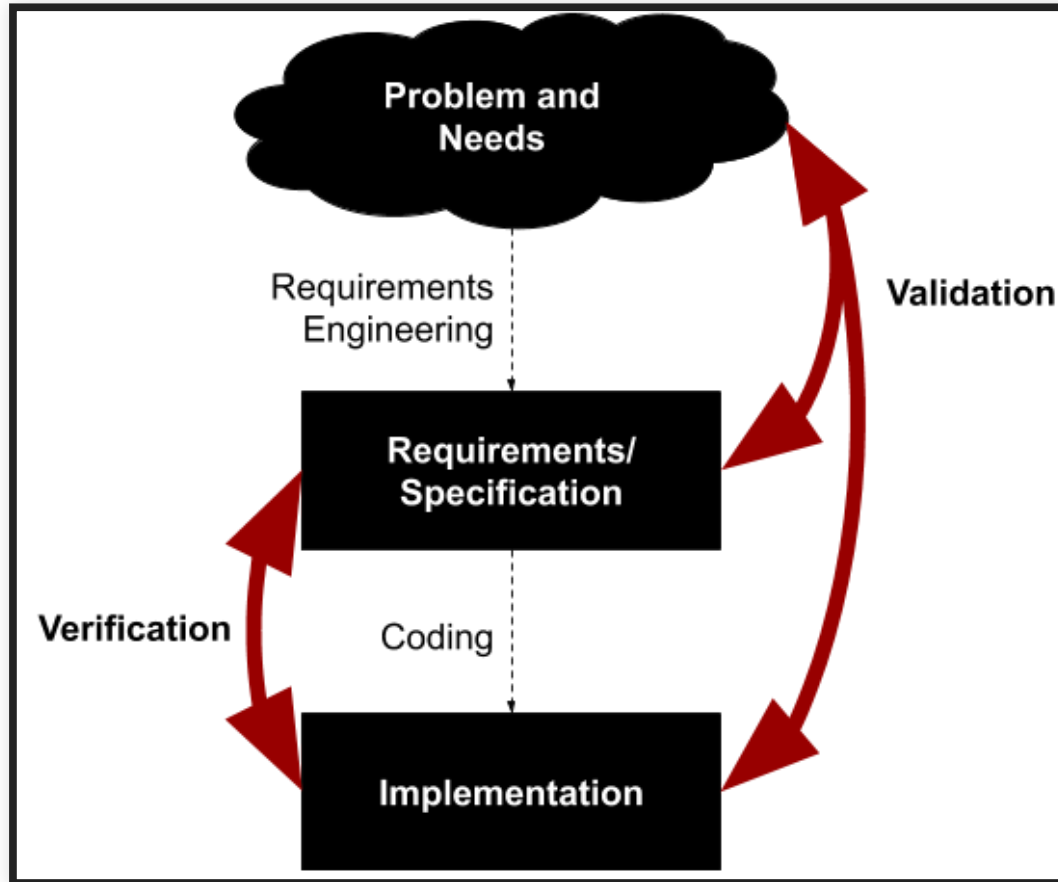 Problem and
Needs
Requirements
Engineering
Validation
Requirements/
Specification
Verification
Coding
Implementation